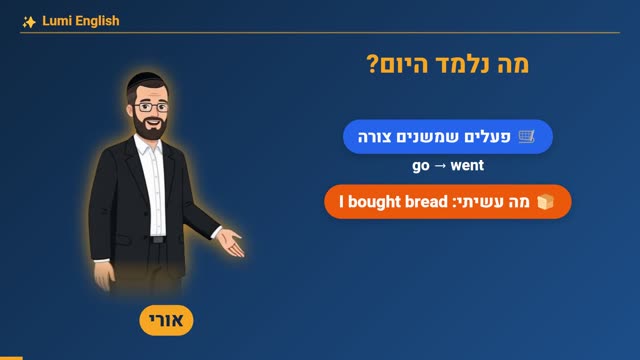 Lumi English
מה נלמד היום?
פעלים שמשנים צורה
go → went
מה עשיתי: I bought bread
אורי